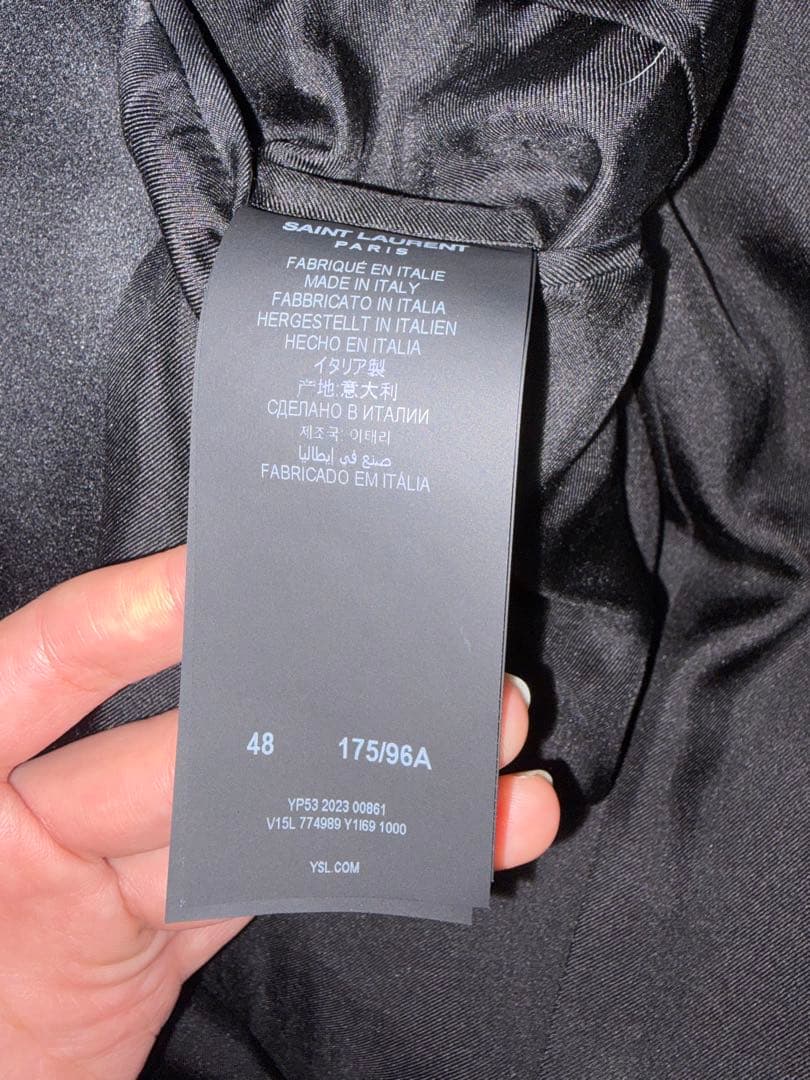 SAINT LAURENT
PARIS
FABRIQUÉ EN ITALIE
MADE IN ITALY
FABBRICATO IN ITALIA
HERGESTELLT IN ITALIEN
HECHO EN ITALIA
イタリア製
产地:意大利
СДЕЛАНО В ИТАЛИИ
제조국: 이태리
صنع في إيطاليا
FABRICADO EM ITÁLIA
48 175/96A
YP53 2023 00861
V15L 774989 Y1I69 1000
YSL.COM